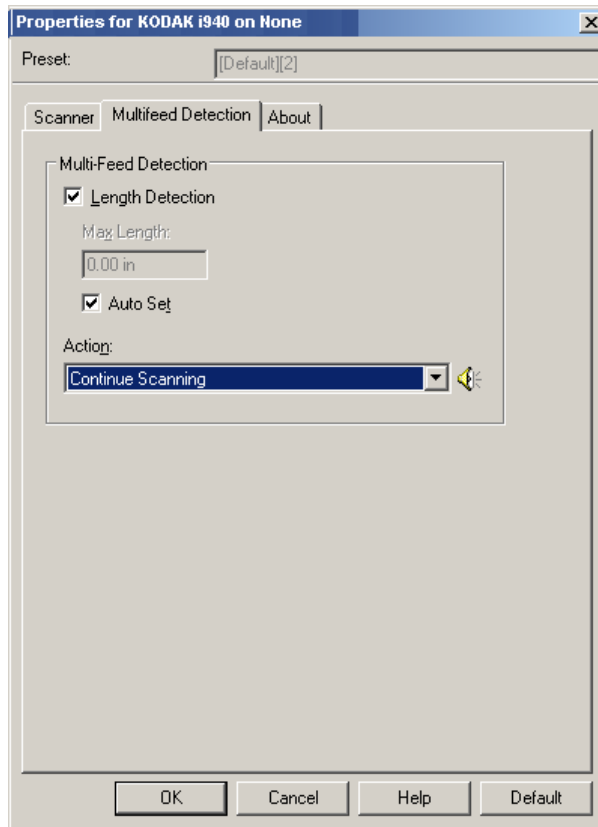 Properties for KODAK i940 on None
Preset: [Default][2]
Scanner Multifeed Detection About
Multi-Feed Detection
Length Detection
Max Length:
0.00 in
Auto Set
Action:
Continue Scanning
OK Cancel Help Default